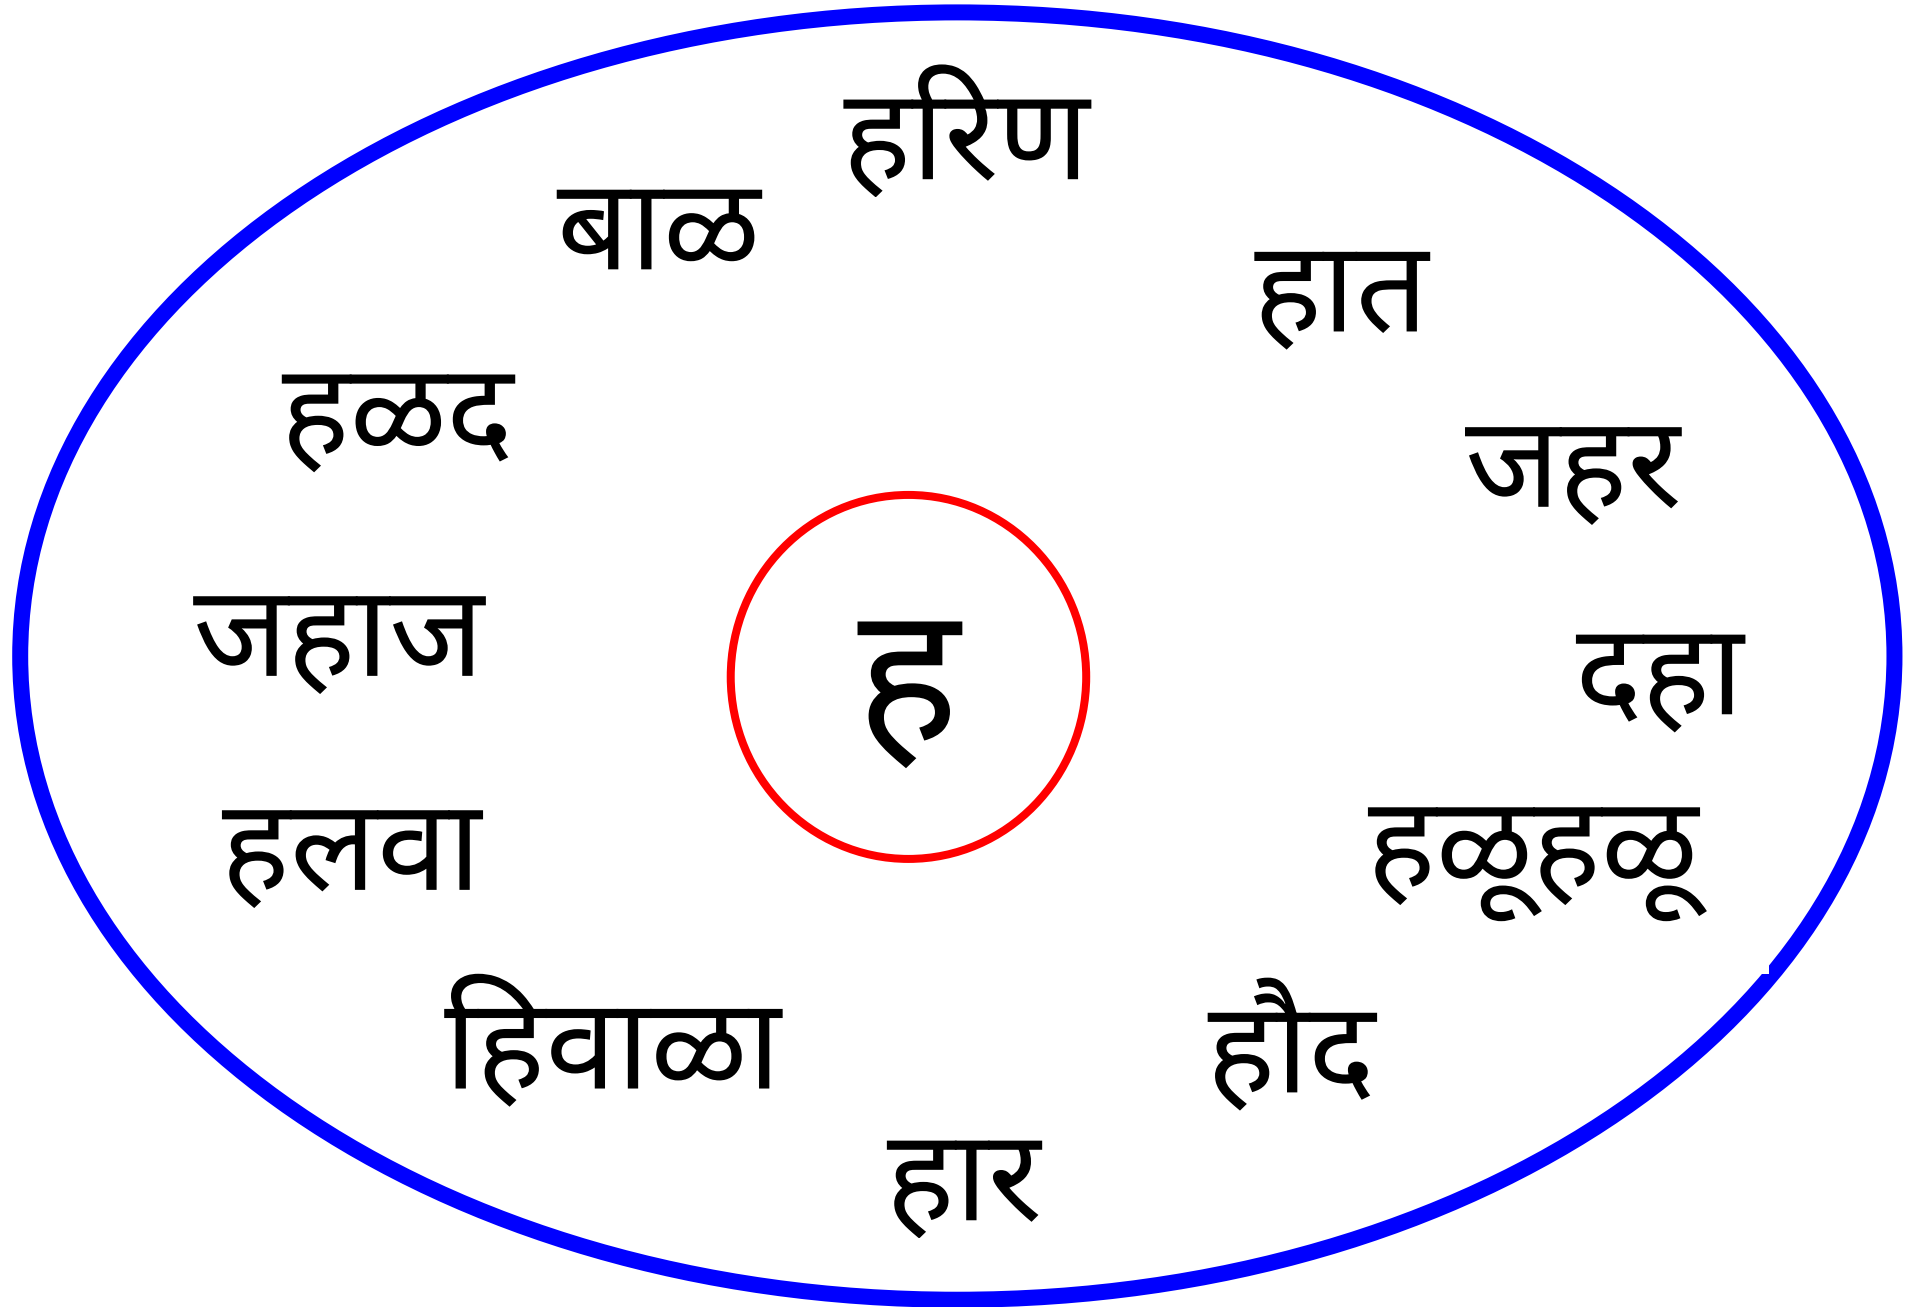 हरिण
बाळ
हात
हळद
जहर
जहाज
ह
दहा
हलवा
हळूहळू
हिवाळा
हौद
हार